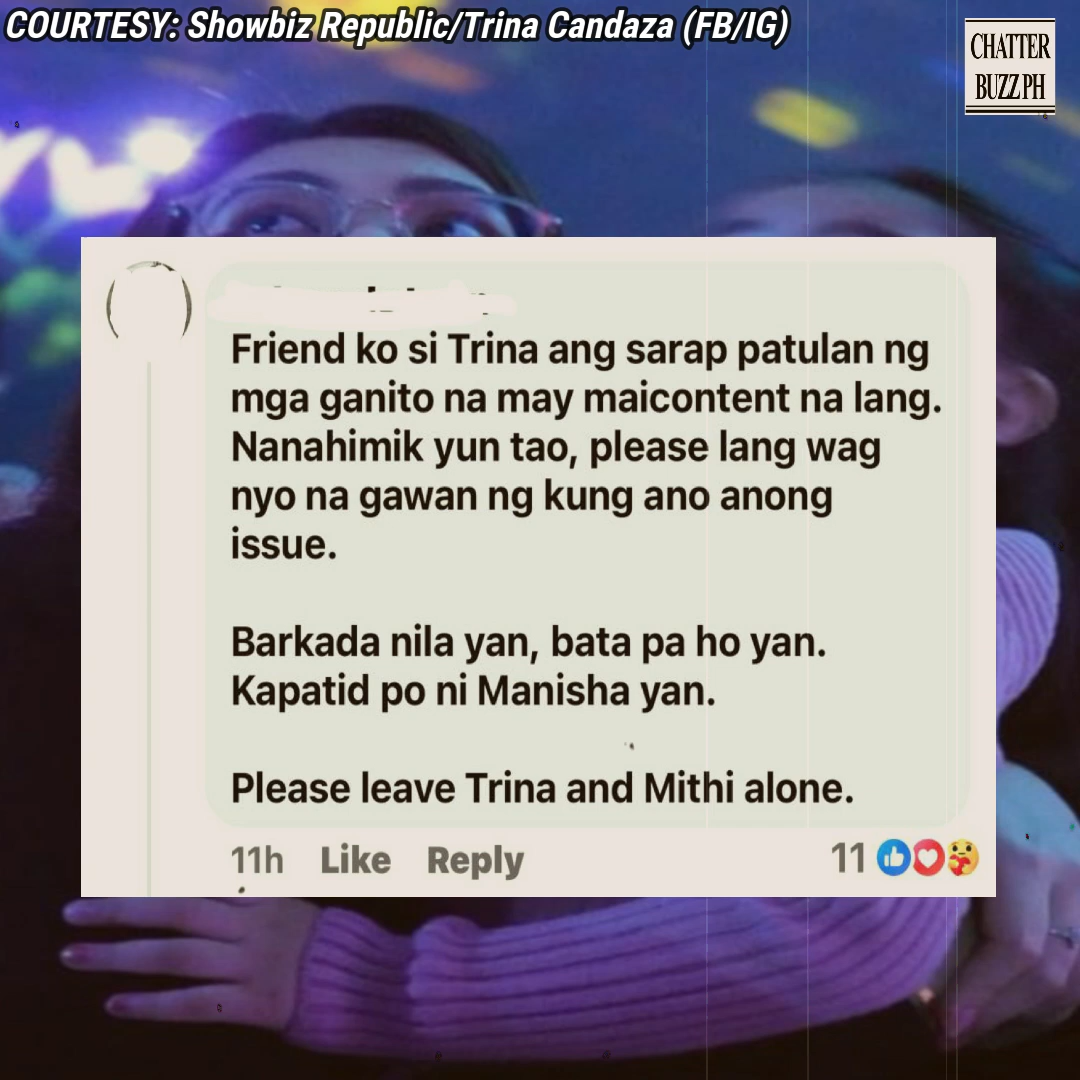 COURTESY: Showbiz Republic/Trina Candaza (FB/IG)
CHATTER
BUZZ PH
Friend ko si Trina ang sarap patulan ng
mga ganito na may maicontent na lang.
Nanahimik yun tao, please lang wag
nyo na gawan ng kung ano anong
issue.
Barkada nila yan, bata pa ho yan.
Kapatid po ni Manisha yan.
Please leave Trina and Mithi alone.
11h Like Reply 11